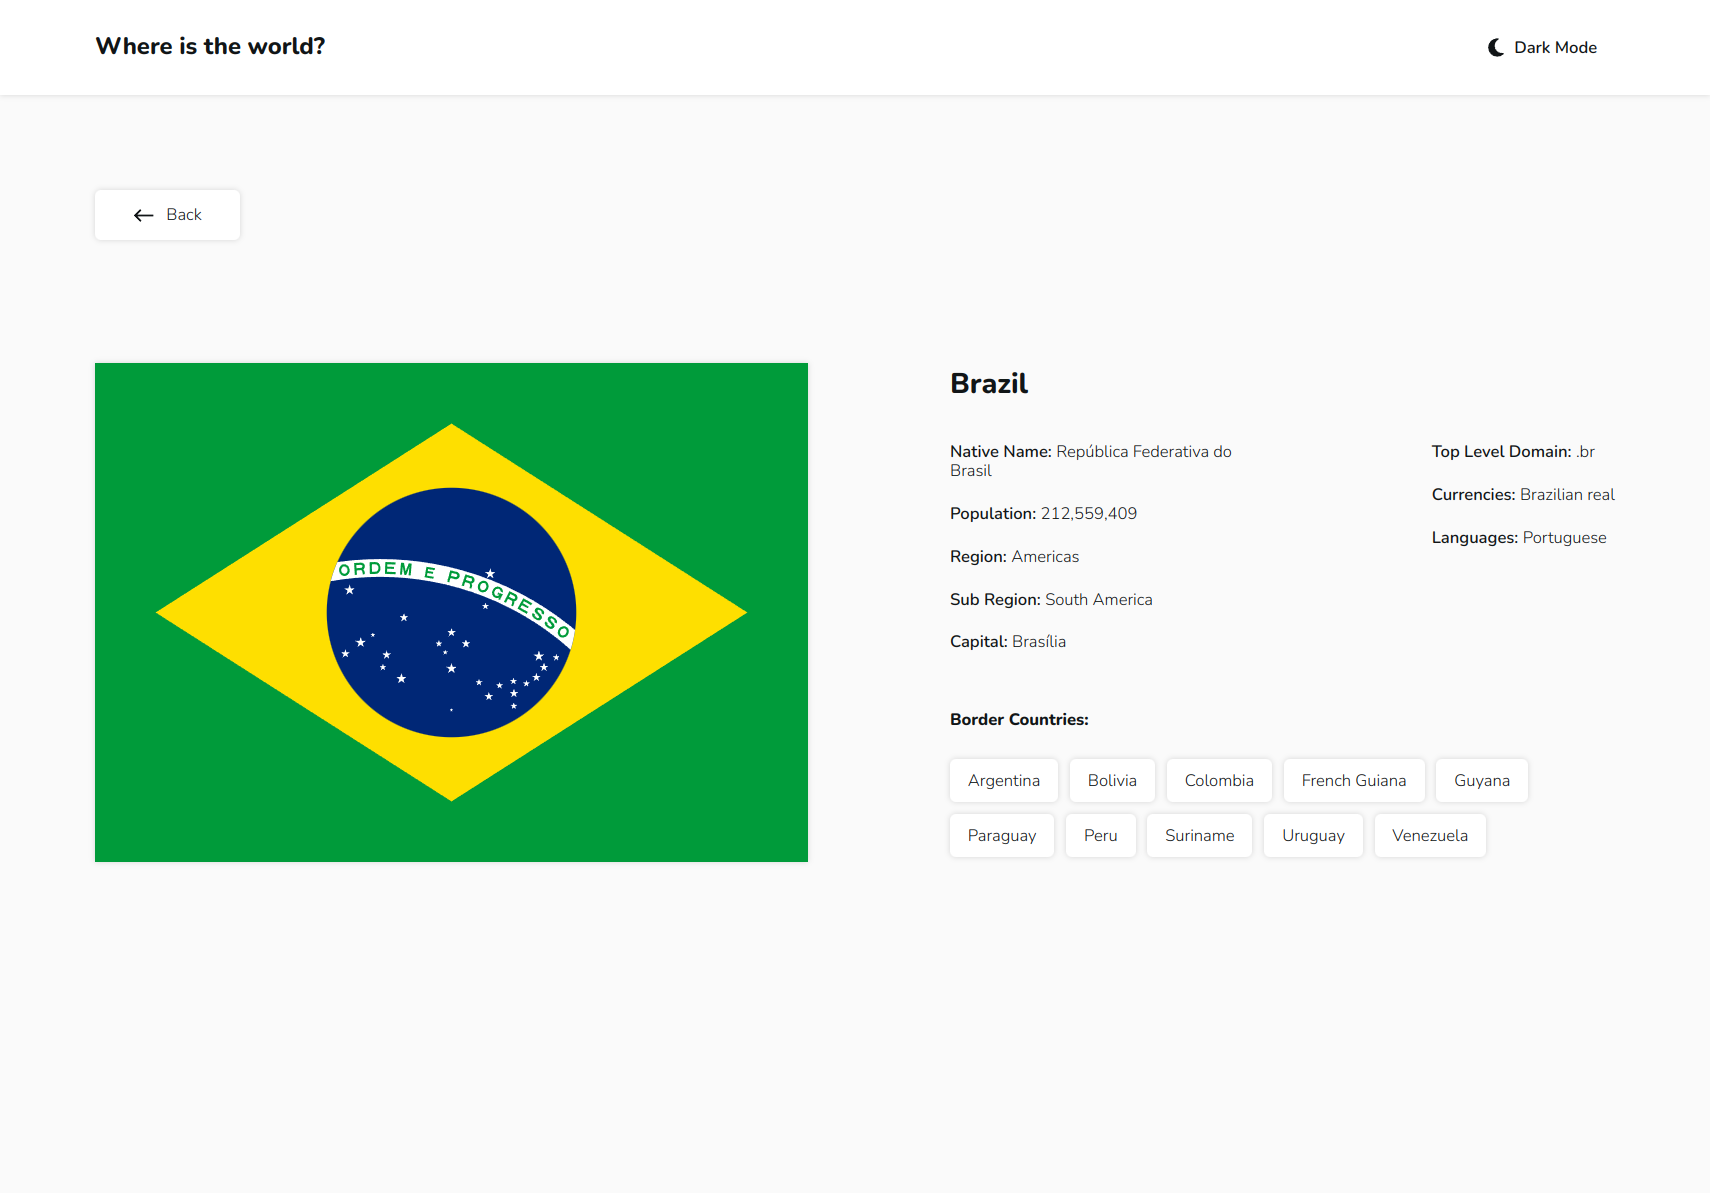 Where is the world?
Dark Mode
Back
ORDEM E PROGRESSO
Brazil
Native Name: República Federativa do
Brasil
Population: 212,559,409
Region: Americas
Sub Region: South America
Capital: Brasília
Top Level Domain: .br
Currencies: Brazilian real
Languages: Portuguese
Border Countries:
Argentina Bolivia Colombia French Guiana Guyana
Paraguay Peru Suriname Uruguay Venezuela